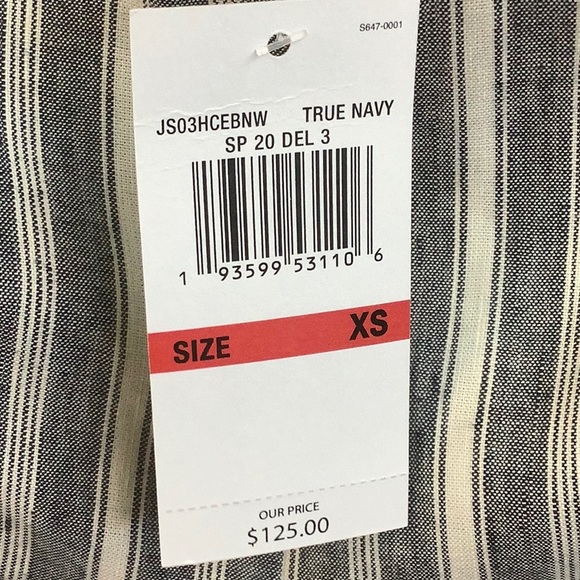 S647-0001
JS03HCEBNW TRUE NAVY
SP 20 DEL 3
1 93599 53110 6
SIZE XS
OUR PRICE
$125.00